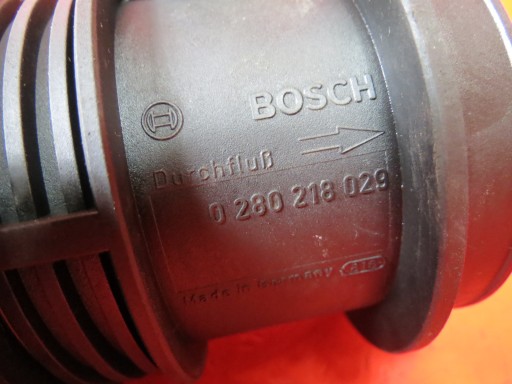 BOSCH
Durchfluß
0 280 218 029
Made in Germany